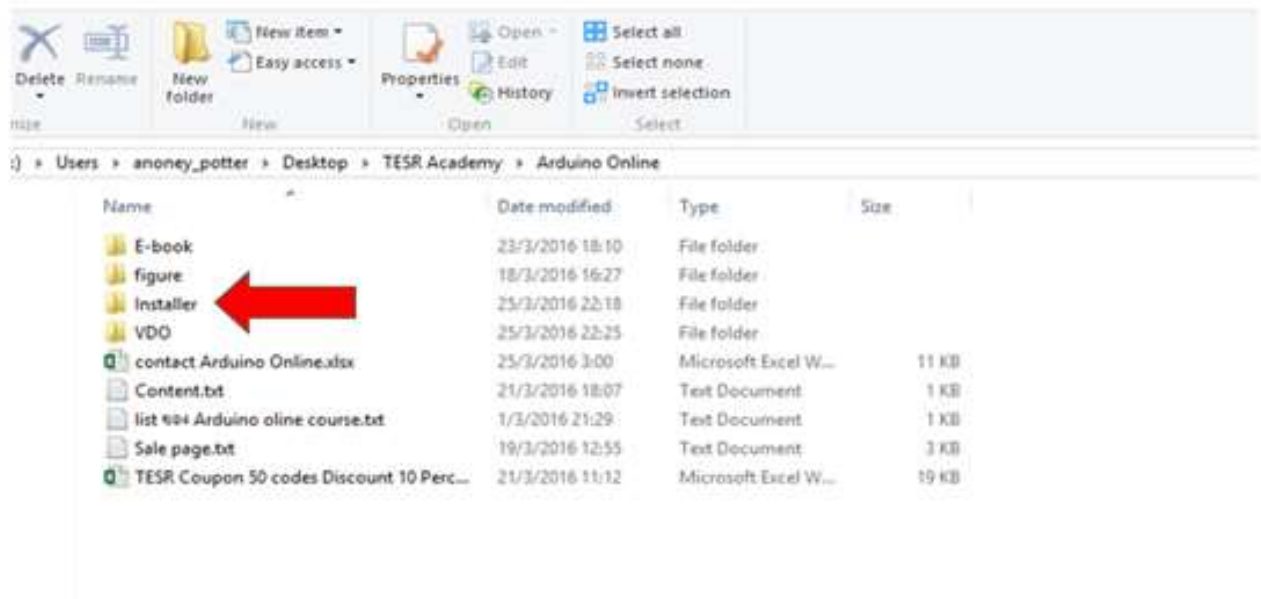 New item
Open
Select all
Easy access
Edit
Select none
Delete Rename New folder
Properties
History
Invert selection
New
Open
Select
:) › Users › anoney_potter › Desktop › TESR Academy › Arduino Online
Name Date modified Type Size
E-book 23/3/2016 18:10 File folder
figure 18/3/2016 16:27 File folder
Installer 25/3/2016 22:18 File folder
VDO 25/3/2016 22:25 File folder
contact Arduino Online.xlsx 25/3/2016 3:00 Microsoft Excel W... 11 KB
Content.txt 21/3/2016 18:07 Text Document 1 KB
list ของ Arduino oline course.txt 1/3/2016 21:29 Text Document 1 KB
Sale page.txt 19/3/2016 12:55 Text Document 3 KB
TESR Coupon 50 codes Discount 10 Perc... 21/3/2016 11:12 Microsoft Excel W... 19 KB